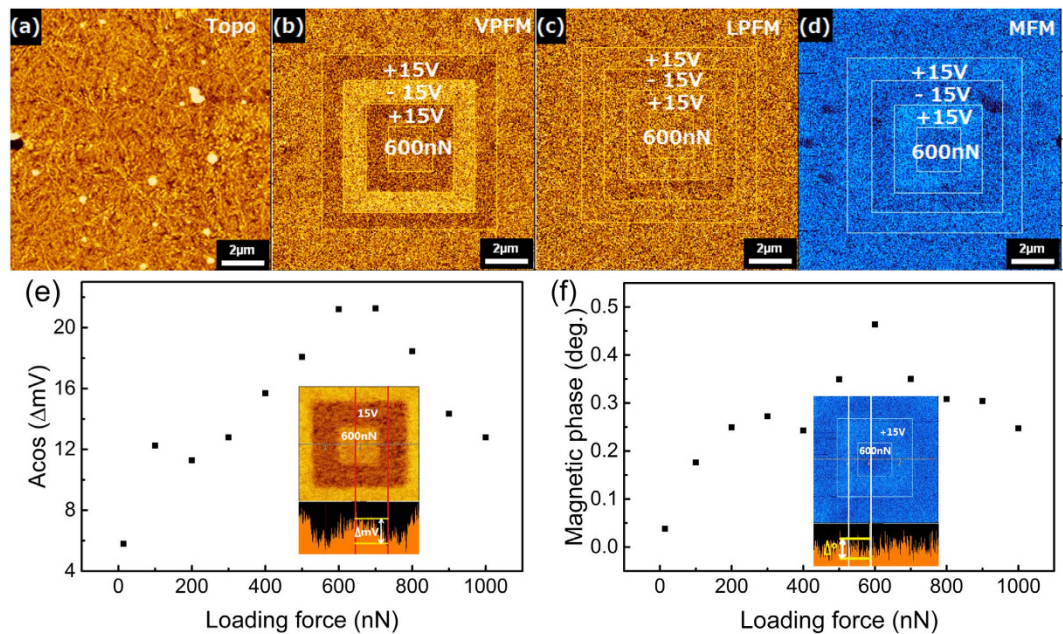 (a) Topo
(b) VPFM
+15V
- 15V
+15V
600nN
2μm
(c) LPFM
+15V
- 15V
+15V
600nN
2μm
(d) MFM
+15V
- 15V
+15V
600nN
2μm
2μm
(e)
Acos (ΔmV)
20
16
12
8
4
0 200 400 600 800 1000
Loading force (nN)
15V
600nN
ΔmV
(f)
Magnetic phase (deg.)
0.5
0.4
0.3
0.2
0.1
0.0
0 200 400 600 800 1000
Loading force (nN)
+15V
600nN
Δº